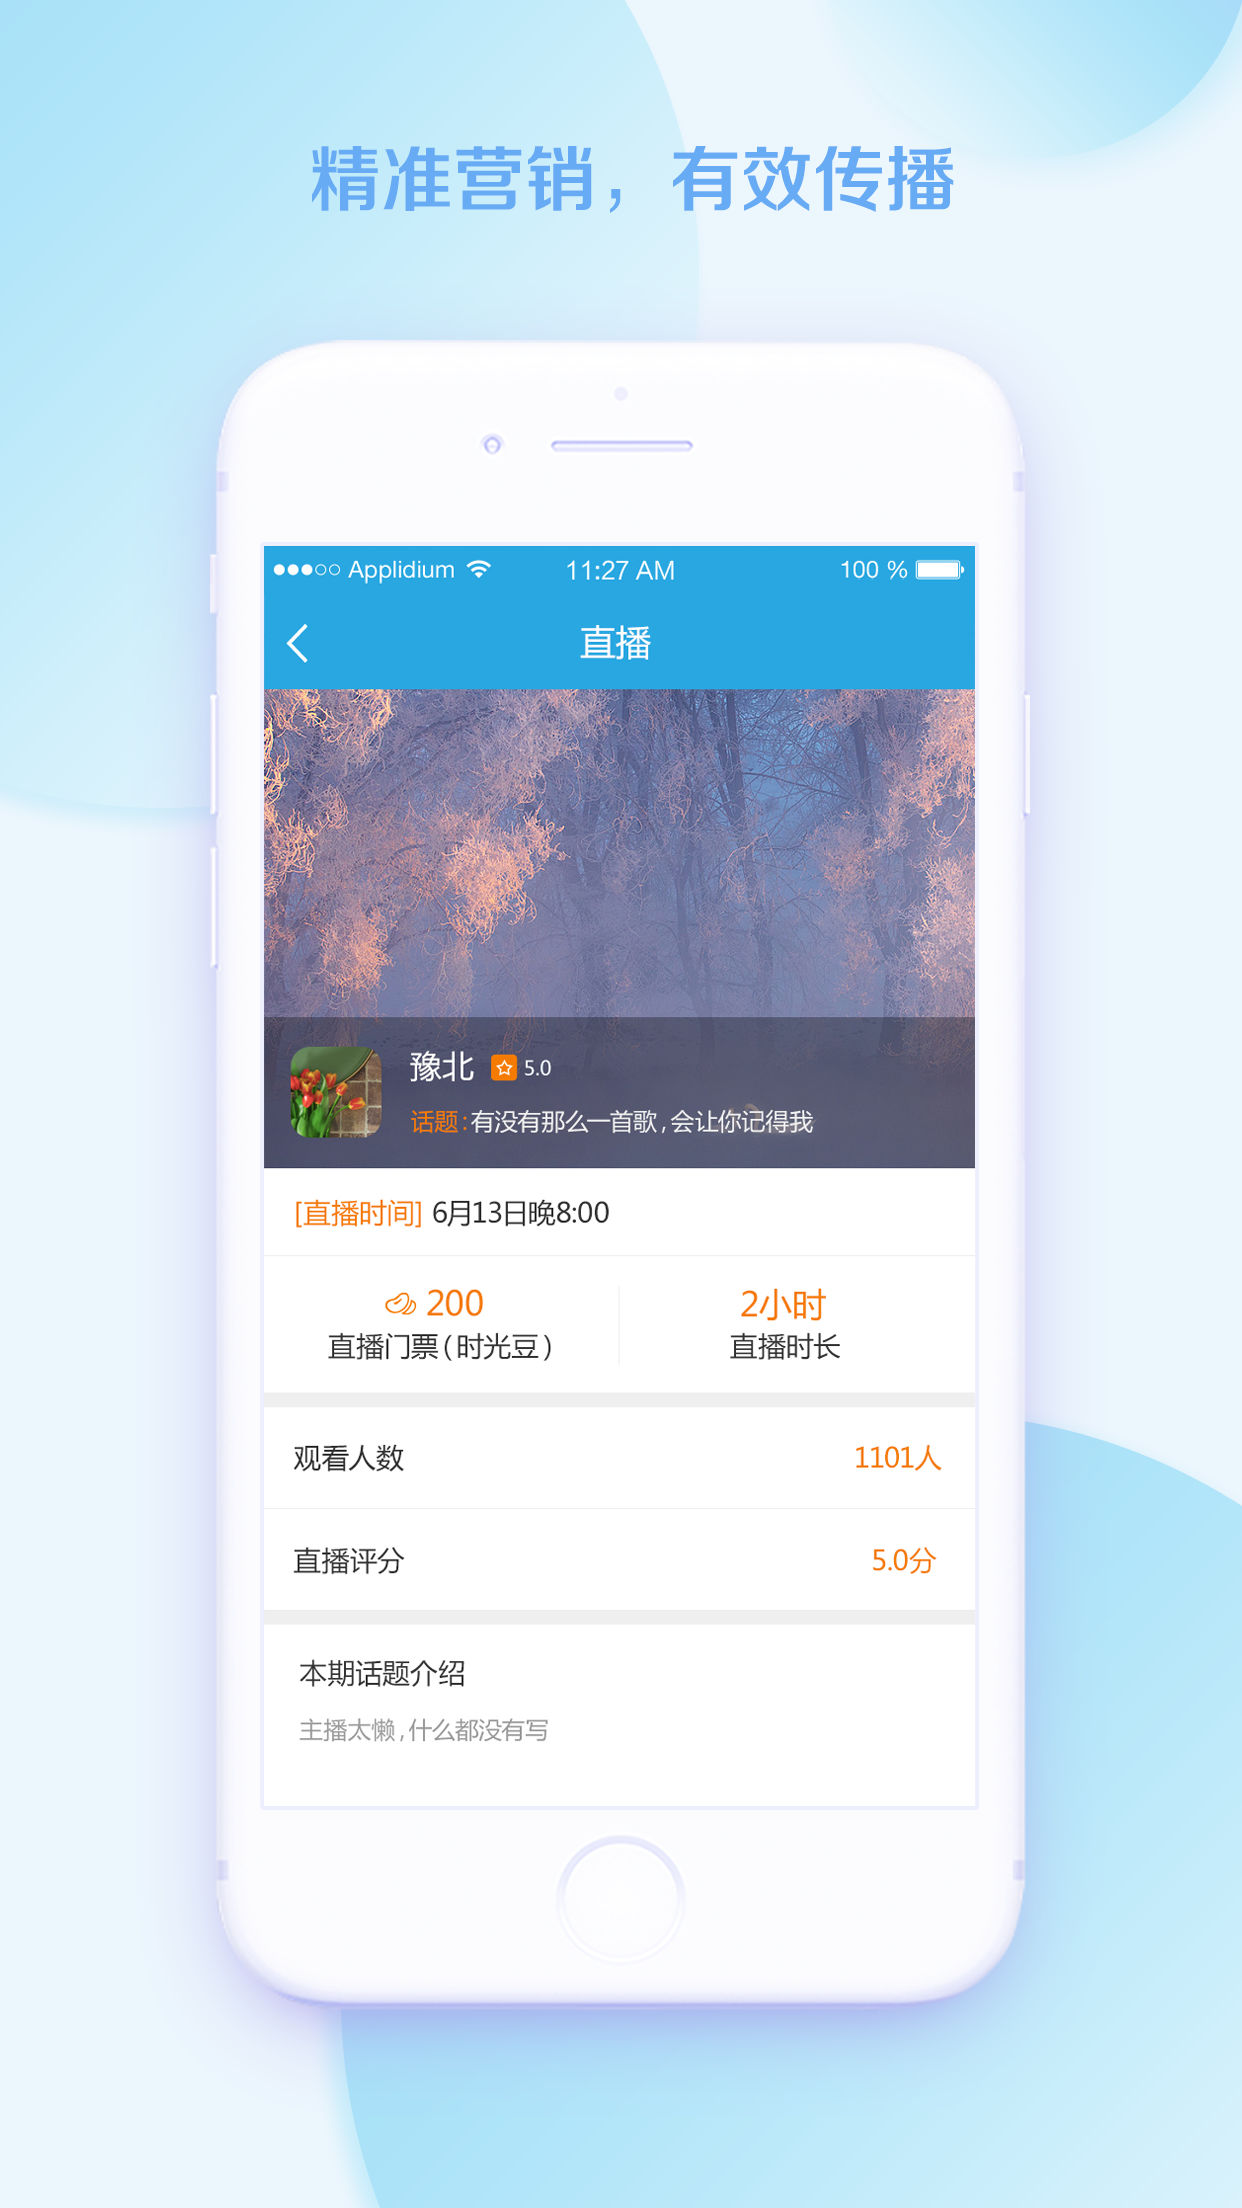 精准营销，有效传播
Applidium 11:27 AM 100 %
直播
豫北 5.0
话题：有没有那么一首歌，会让你记得我
[直播时间] 6月13日晚8:00
200 2小时
直播门票（时光豆） 直播时长
观看人数 1101人
直播评分 5.0分
本期话题介绍
主播太懒，什么都没有写